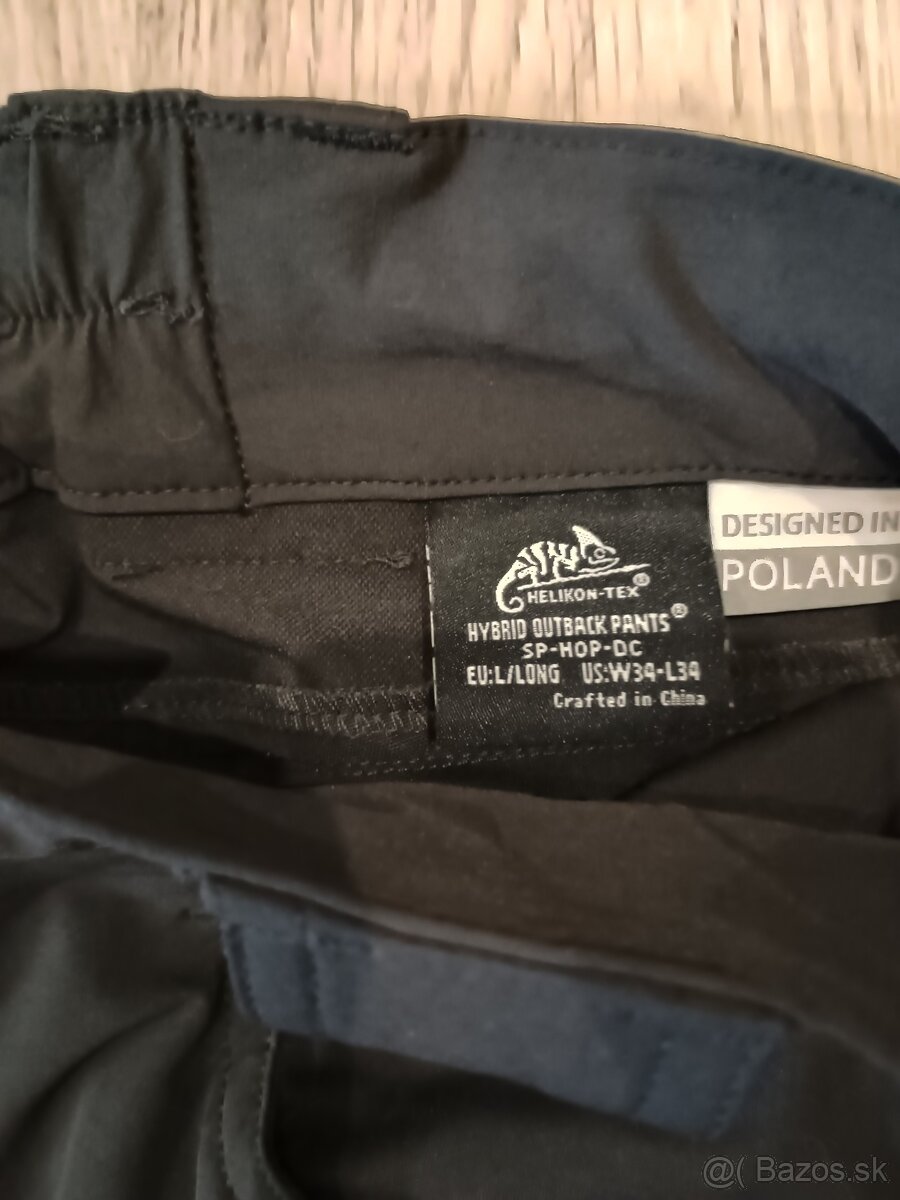 HELIKON-TEX®
HYBRID OUTBACK PANTS®
SP-HOP-DC
EU:L/LONG US:W34-L34
Crafted in China
DESIGNED IN
POLAND
@( Bazos.sk